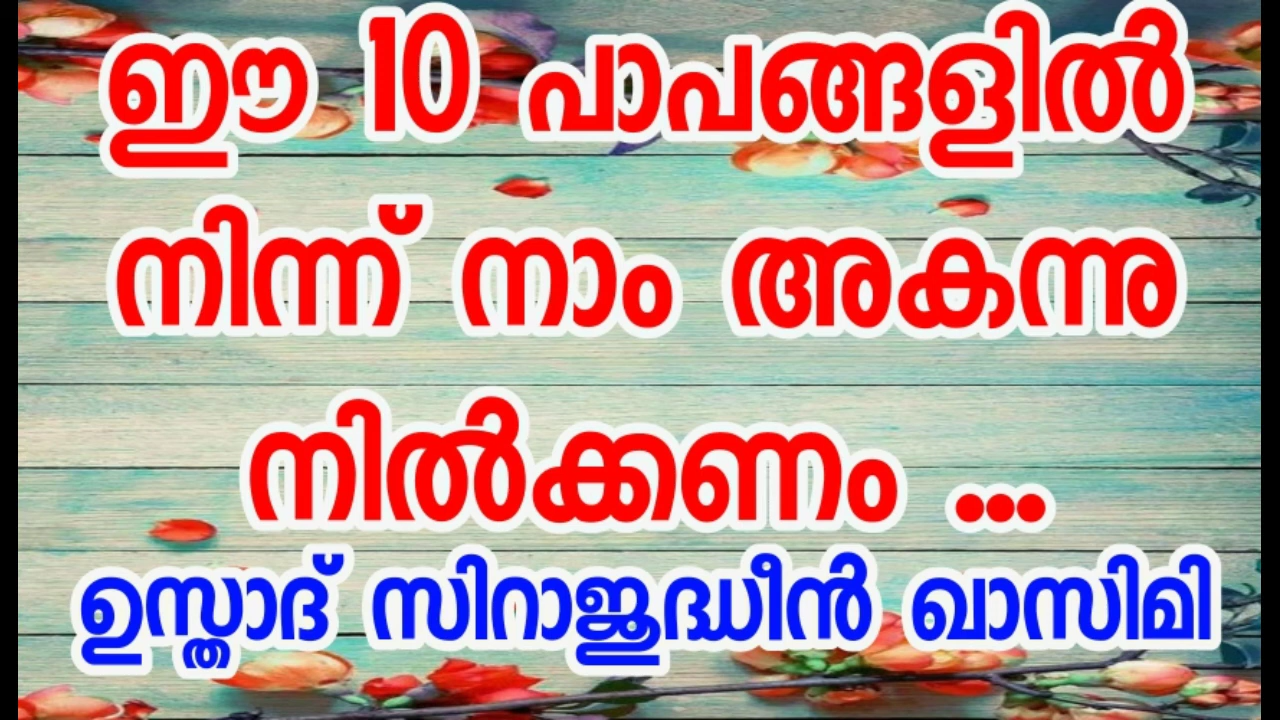 ഈ 10 പാപങ്ങളിൽ
നിന്ന് നാം അകന്നു
നിൽക്കണം ...
ഉസ്താദ് സിറാജുദ്ധീൻ ഖാസിമി